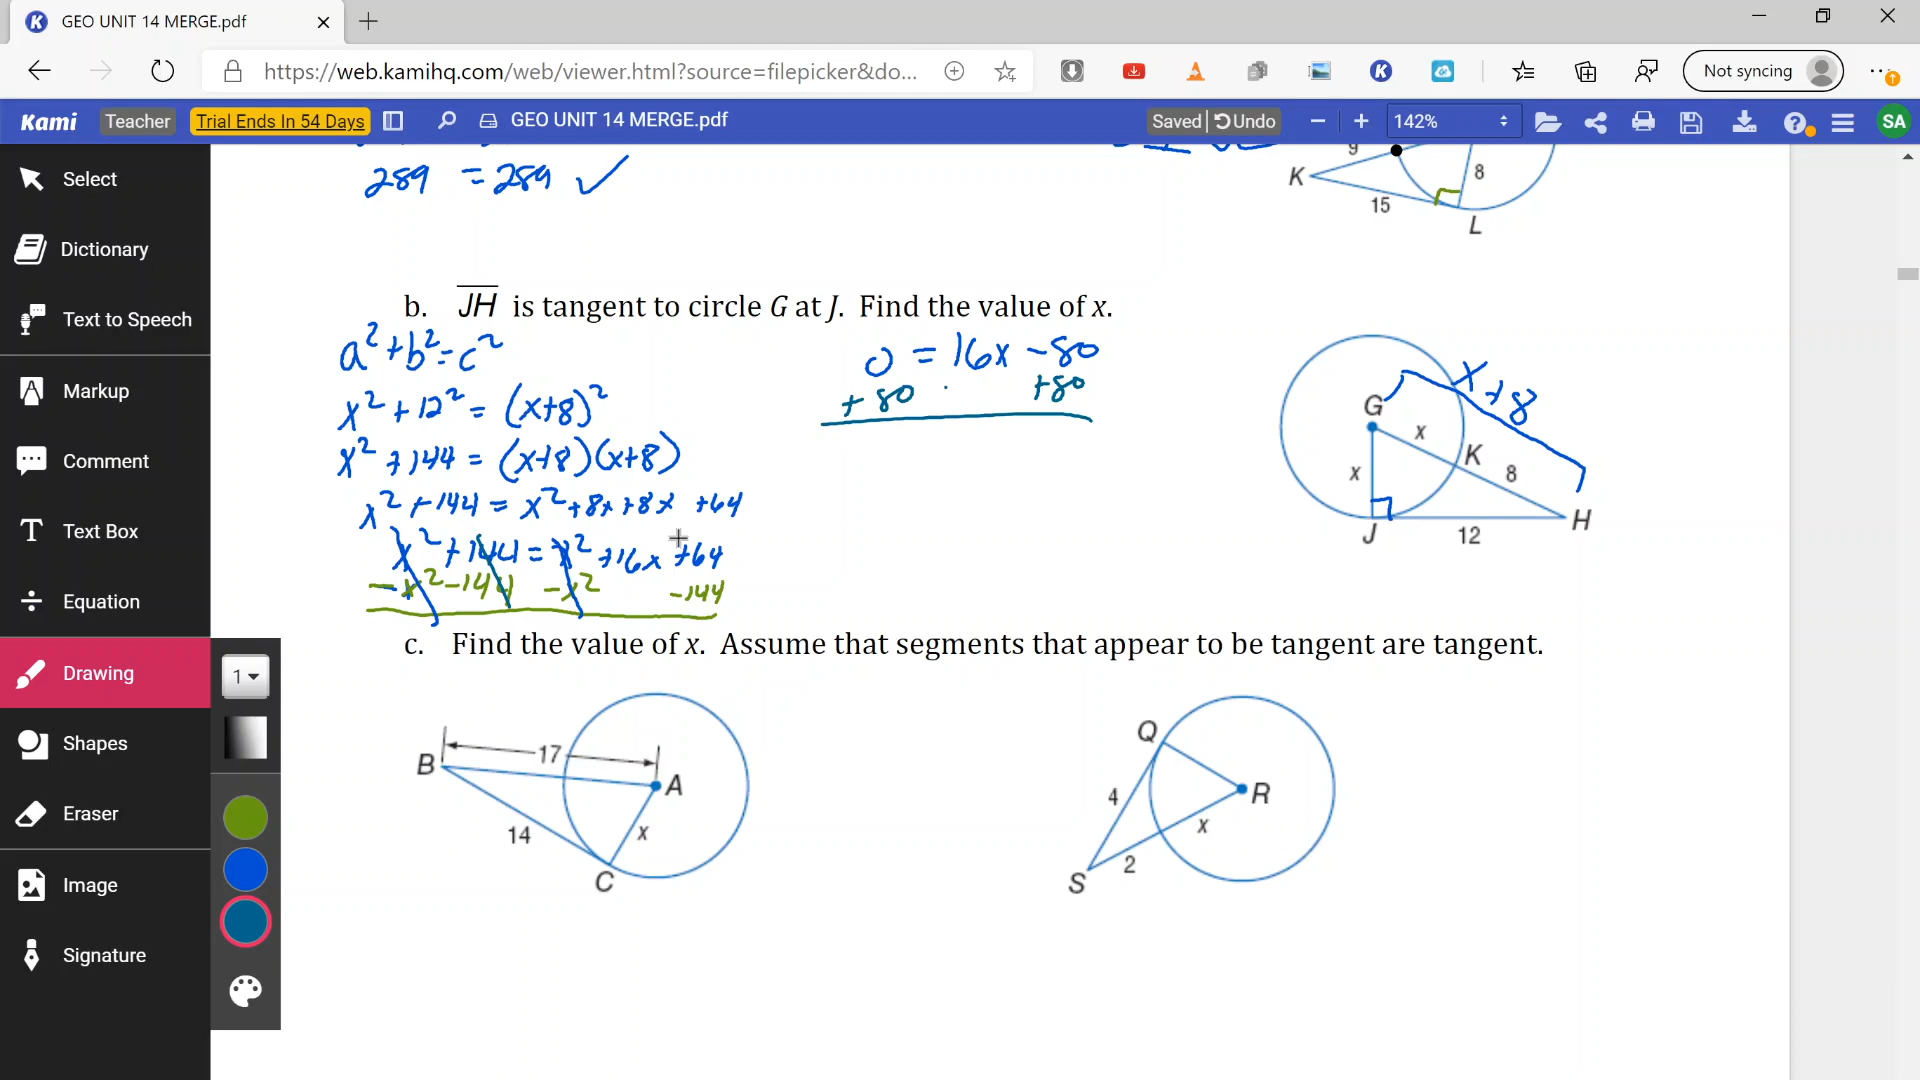 GEO UNIT 14 MERGE.pdf
https://web.kamihq.com/web/viewer.html?source=filepicker&do...
Not syncing
Kami Teacher Trial Ends In 54 Days GEO UNIT 14 MERGE.pdf Saved Undo 142% SA
Select
Dictionary
Text to Speech
Markup
Comment
Text Box
Equation
Drawing
1
Shapes
Eraser
Image
Signature
289 = 289 ✓
9
K
8
15
L
b. JH is tangent to circle G at J. Find the value of x.
a² + b² = c²
x² + 12² = (x+8)²
x² + 144 = (x+8)(x+8)
x² + 144 = x² + 8x + 8x + 64
x² + 144 = x² + 16x + 64
-x² -144 -x² -144
0 = 16x - 80
+ 80 +80
x + 8
G
x
K
x
8
J
12
H
c. Find the value of x. Assume that segments that appear to be tangent are tangent.
17
B
A
14
x
C
Q
4
R
x
2
S